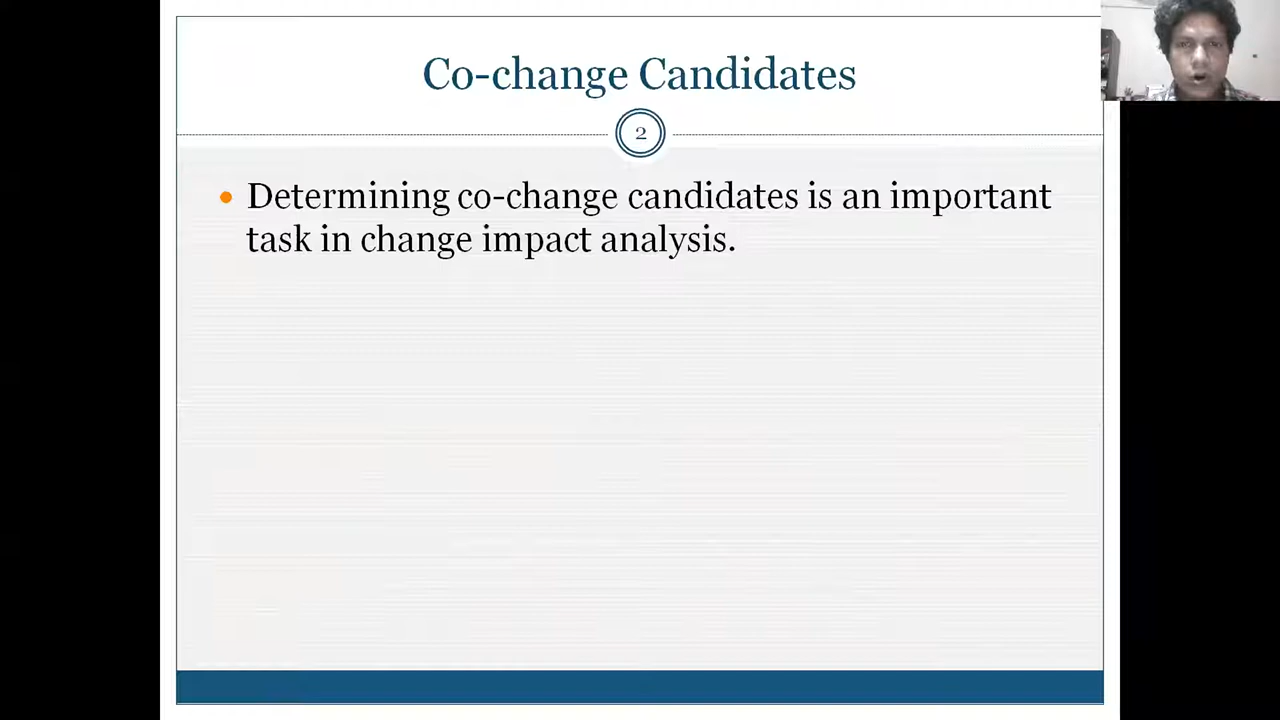 Co-change Candidates
2
• Determining co-change candidates is an important
task in change impact analysis.